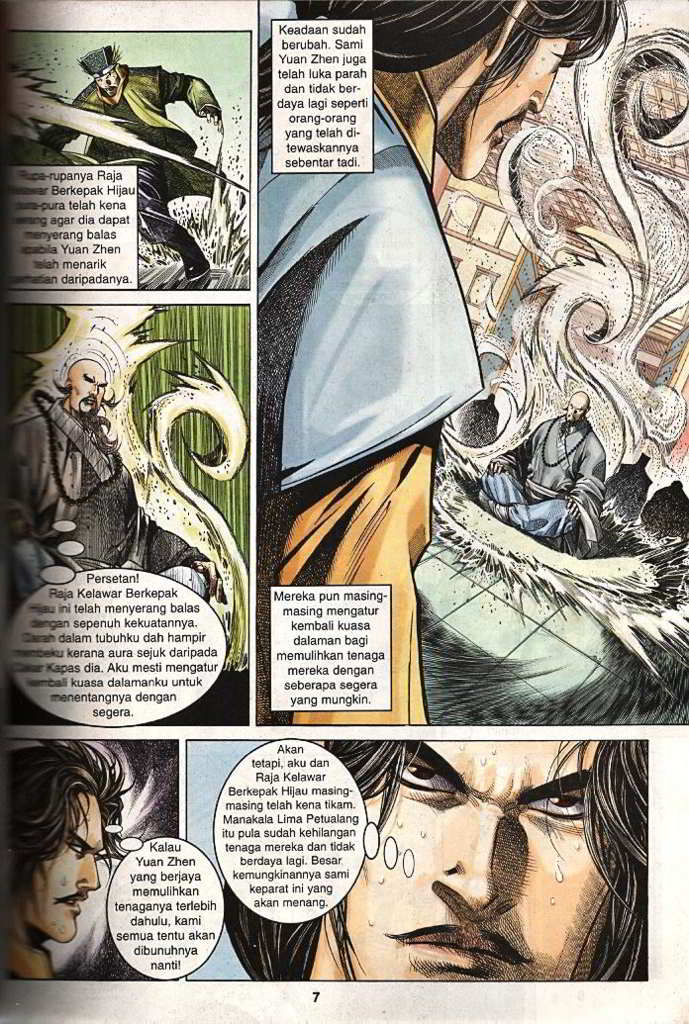 Rupa-rupanya Raja
Kelawar Berkepak Hijau
pura-pura telah kena
serang agar dia dapat
menyerang balas
apabila Yuan Zhen
telah menarik
daripadanya.
Keadaan sudah
berubah. Sami
Yuan Zhen juga
telah luka parah
dan tidak ber-
daya lagi seperti
orang-orang
yang telah di-
tewaskannya
sebentar tadi.
Persetan!
Raja Kelawar Berkepak
Hijau ini telah menyerang balas
dengan sepenuh kekuatannya.
Darah dalam tubuhku dah hampir
membeku kerana aura sejuk daripada
Cakar Kapas dia. Aku mesti mengatur
kembali kuasa dalamanku untuk
menentangnya dengan
segera.
Mereka pun masing-
masing mengatur
kembali kuasa
dalaman bagi
memulihkan tenaga
mereka dengan
seberapa segera
yang mungkin.
Kalau
Yuan Zhen
yang berjaya
memulihkan
tenaganya terlebih
dahulu, kami
semua tentu akan
dibunuhnya
nanti!
Akan
tetapi, aku dan
Raja Kelawar
Berkepak Hijau masing-
masing telah kena tikam.
Manakala Lima Petualang
itu pula sudah kehilangan
tenaga mereka dan tidak
berdaya lagi. Besar
kemungkinannya sami
keparat ini yang
akan menang.
7